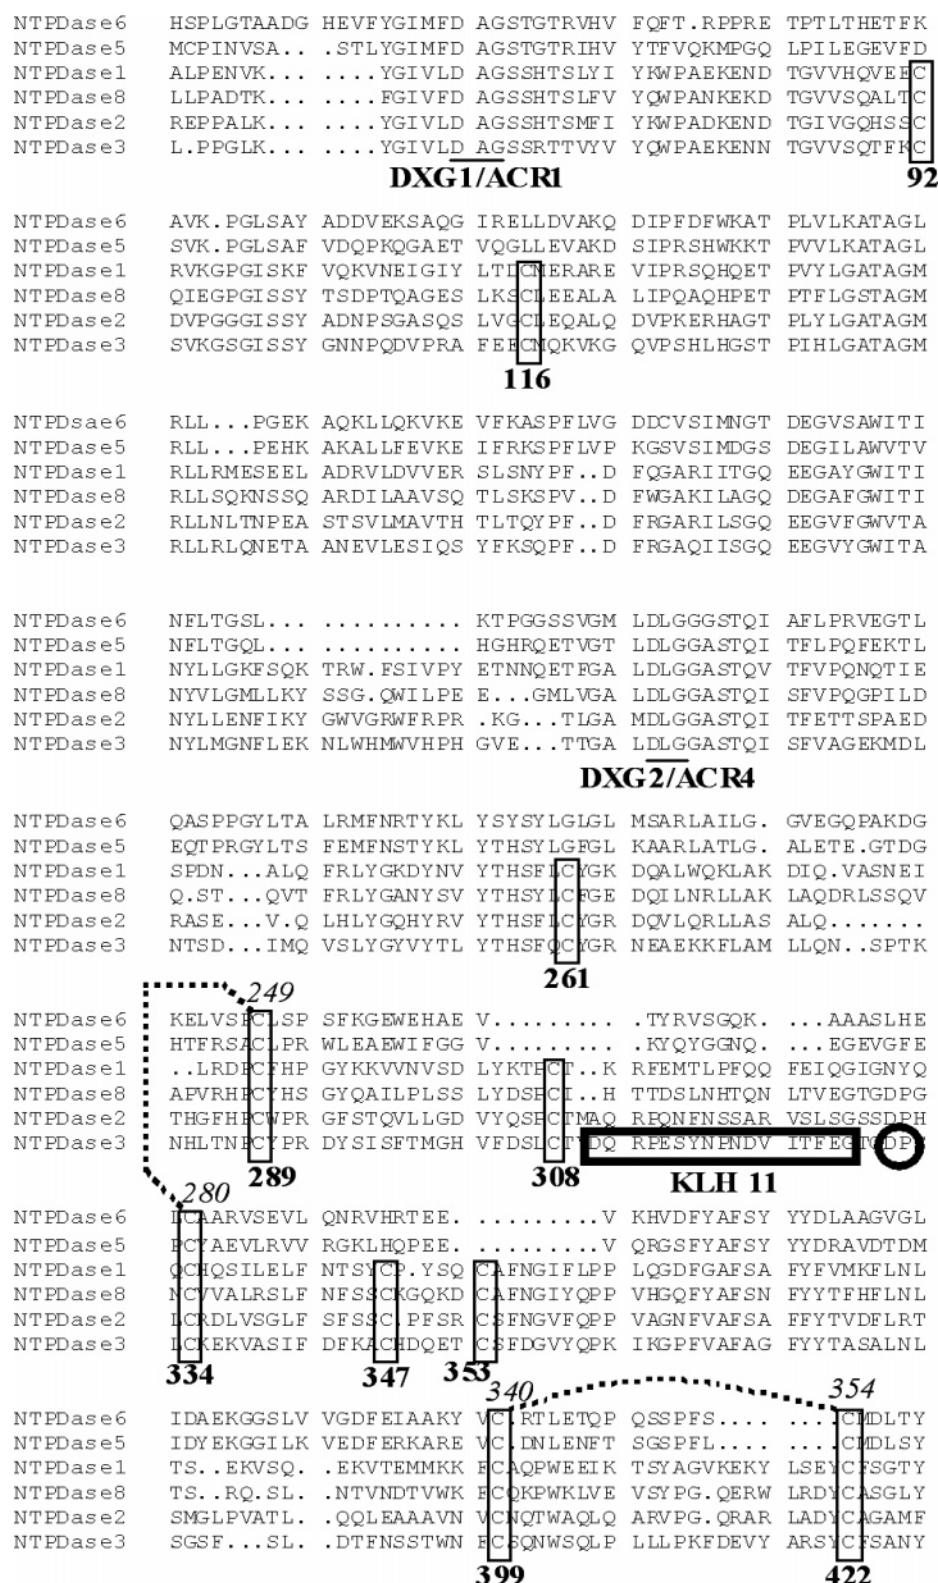 NTPDase6 HSPLGTAADG HEVFYGIMFD AGSTGTRVHV FQFT.RPPRE TPTLTHETFK
NTPDase5 MCPINVSA.. .STLYGIMFD AGSTGTRIHV YTFVQKMPGQ LPILEGEVFD
NTPDase1 ALPENVK... ....YGIVLD AGSSHTSLYI YKWPAEKEND TGVVHQVEEC
NTPDase8 LLPADTK... ....FGIVFD AGSSHTSLFV YQWPANKEKD TGVVSQALTC
NTPDase2 REPPALK... ....YGIVLD AGSSHTSMFI YKWPADKEND TGIVGQHSSC
NTPDase3 L.PPGLK... ....YGIVLD AGSSRTTVYV YQWPAEKENN TGVVSQTFKC
DXG1/ACR1 92
NTPDase6 AVK.PGLSAY ADDVEKSAQG IRELLDVAKQ DIPFDFWKAT PLVLKATAGL
NTPDase5 SVK.PGLSAF VDQPKQGAET VQGLLEVAKD SIPRSHWKKT PVVLKATAGL
NTPDase1 RVKGPGISKF VQKVNEIGIY LTDCMERARE VIPRSQHQET PVYLGATAGM
NTPDase8 QIEGPGISSY TSDPTQAGES LKSCLEEALA LIPQAQHPET PTFLGSTAGM
NTPDase2 DVPGGGISSY ADNPSGASQS LVGCLEQALQ DVPKERHAGT PLYLGATAGM
NTPDase3 SVKGSGISSY GNNPQDVPRA FEECMQKVKG QVPSHLHGST PIHLGATAGM
116
NTPDsae6 RLL...PGEK AQKLLQKVKE VFKASPFLVG DDCVSIMNGT DEGVSAWITI
NTPDase5 RLL...PEHK AKALLFEVKE IFRKSPFLVP KGSVSIMDGS DEGILAWVTV
NTPDase1 RLLRMESEEL ADRVLDVVER SLSNYPF..D FQGARIITGQ EEGAYGWITI
NTPDase8 RLLSQKNSSQ ARDILAAVSQ TLSKSPV..D FWGAKILAGQ DEGAFGWITI
NTPDase2 RLLNLTNPEA STSVLMAVTH TLTQYPF..D FRGARILSGQ EEGVFGWVTA
NTPDase3 RLLRLQNETA ANEVLESIQS YFKSQPF..D FRGAQIISGQ EEGVYGWITA
NTPDase6 NFLTGSL... .......... KTPGGSSVGM LDLGGGSTQI AFLPRVEGTL
NTPDase5 NFLTGQL... .......... HGHRQETVGT LDLGGASTQI TFLPQFEKTL
NTPDase1 NYLLGKFSQK TRW.FSIVPY ETNNQETFGA LDLGGASTQV TFVPQNQTIE
NTPDase8 NYVLGMLLKY SSG.QWILPE E...GMLVGA LDLGGASTQI SFVPQGPILD
NTPDase2 NYLLENFIKY GWVGRWFRPR .KG...TLGA MDLGGASTQI TFETTSPAED
NTPDase3 NYLMGNFLEK NLWHMWVHPH GVE...TTGA LDLGGASTQI SFVAGEKMDL
DXG2/ACR4
NTPDase6 QASPPGYLTA LRMFNRTYKL YSYSYLGLGL MSARLAILG. GVEGQPAKDG
NTPDase5 EQTPRGYLTS FEMFNSTYKL YTHSYLGFGL KAARLATLG. ALETE.GTDG
NTPDase1 SPDN...ALQ FRLYGKDYNV YTHSFLCYGK DQALWQKLAK DIQ.VASNEI
NTPDase8 Q.ST...QVT FRLYGANYSV YTHSYLCFGE DQILNRLLAK LAQDRLSSQV
NTPDase2 RASE...V.Q LHLYGQHYRV YTHSFLCYGR DQVLQRLLAS ALQ.......
NTPDase3 NTSD...IMQ VSLYGYVYTL YTHSFQCYGR NEAEKKFLAM LLQN..SPTK
261
249
NTPDase6 KELVSPCLSP SFKGEWEHAE V......... .TYRVSGQK. ...AAASLHE
NTPDase5 HTFRSACLPR WLEAEWIFGG V......... .KYQYGGNQ. ...EGEVGFE
NTPDase1 ..LRDPCFHP GYKKVVNVSD LYKTPCT..K RFEMTLPFQQ FEIQGIGNYQ
NTPDase8 APVRHPCYHS GYQAILPLSS LYDSPCI..H TTDSLNHTQN LTVEGTGDPG
NTPDase2 THGFHPCWPR GFSTQVLLGD VYQSPCTMAQ RPQNFNSSAR VSLSGSSDPH
NTPDase3 NHLTNPCYPR DYSISFTMGH VFDSLCTVDQ RPESYNPNDV ITFEGTGDPS
289 308 KLH 11
280
NTPDase6 LCAARVSEVL QNRVHRTEE. .........V KHVDFYAFSY YYDLAAGVGL
NTPDase5 PCYAEVLRVV RGKLHQPEE. .........V QRGSFYAFSY YYDRAVDTDM
NTPDase1 QCHQSILELF NTSYCP.YSQ CAFNGIFLPP LQGDFGAFSA FYFVMKFLNL
NTPDase8 NCVVALRSLF NFSSCKGQKD CAFNGIYQPP VHGQFYAFSN FYYTFHFLNL
NTPDase2 LCRDLVSGLF SFSSCPFSR CSFNGVFQPP VAGNFVAFSA FFYTVDFLRT
NTPDase3 LCKEKVASIF DFKACHDQET CSFDGVYQPK IKGPFVAFAG FYYTASALNL
334 347 353
340 354
NTPDase6 IDAEKGGSLV VGDFEIAAKY VCRTLETQP QSSPFS.... ....CMDLTY
NTPDase5 IDYEKGGILK VEDFERKARE VC.DNLENFT SGSPFL.... ....CMDLSY
NTPDase1 TS..EKVSQ. .EKVTEMMKK FCAQPWEEIK TSYAGVKEKY LSEYCFSGTY
NTPDase8 TS..RQ.SL. .NTVNDTVWK FCQKPWKLVE VSYPG.QERW LRDYCASGLY
NTPDase2 SMGLPVATL. .QQLEAAAVN VCNQTWAQLQ ARVPG.QRAR LADYCAGAMF
NTPDase3 SGSF...SL. .DTFNSSTWN FCSQNWSQLP LLLPKFDEVY ARSYCFSANY
399 422